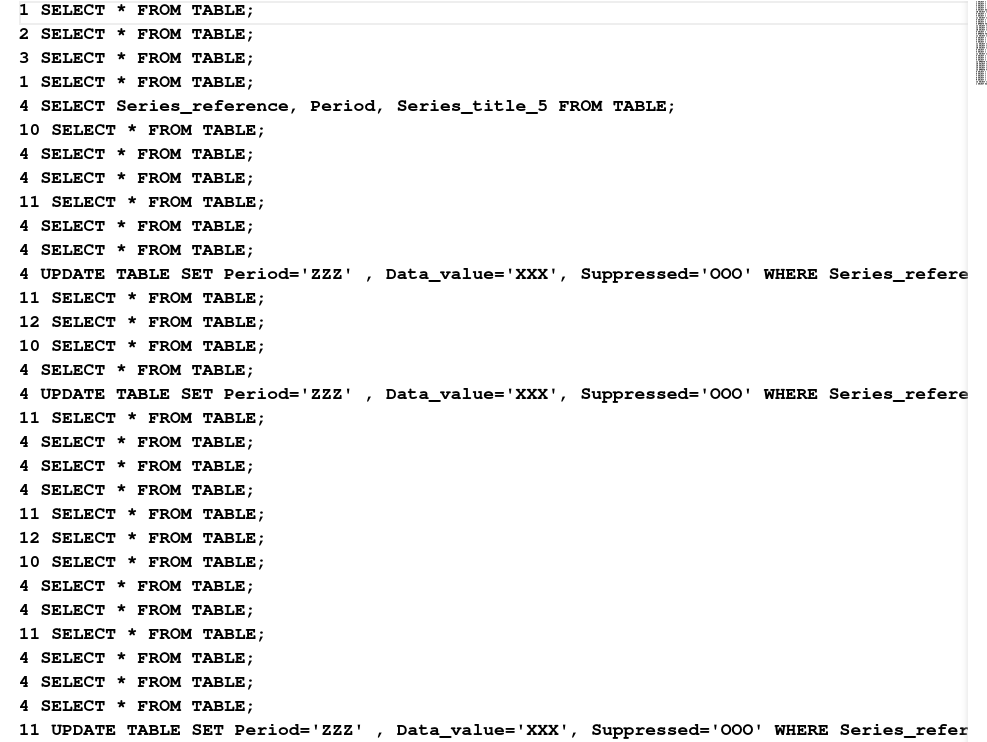 1 SELECT * FROM TABLE;
2 SELECT * FROM TABLE;
3 SELECT * FROM TABLE;
1 SELECT * FROM TABLE;
4 SELECT Series_reference, Period, Series_title_5 FROM TABLE;
10 SELECT * FROM TABLE;
4 SELECT * FROM TABLE;
4 SELECT * FROM TABLE;
11 SELECT * FROM TABLE;
4 SELECT * FROM TABLE;
4 SELECT * FROM TABLE;
4 UPDATE TABLE SET Period='ZZZ' , Data_value='XXX', Suppressed='OOO' WHERE Series_refere
11 SELECT * FROM TABLE;
12 SELECT * FROM TABLE;
10 SELECT * FROM TABLE;
4 SELECT * FROM TABLE;
4 UPDATE TABLE SET Period='ZZZ' , Data_value='XXX', Suppressed='OOO' WHERE Series_refere
11 SELECT * FROM TABLE;
4 SELECT * FROM TABLE;
4 SELECT * FROM TABLE;
4 SELECT * FROM TABLE;
11 SELECT * FROM TABLE;
12 SELECT * FROM TABLE;
10 SELECT * FROM TABLE;
4 SELECT * FROM TABLE;
4 SELECT * FROM TABLE;
11 SELECT * FROM TABLE;
4 SELECT * FROM TABLE;
4 SELECT * FROM TABLE;
4 SELECT * FROM TABLE;
11 UPDATE TABLE SET Period='ZZZ' , Data_value='XXX', Suppressed='OOO' WHERE Series_refer